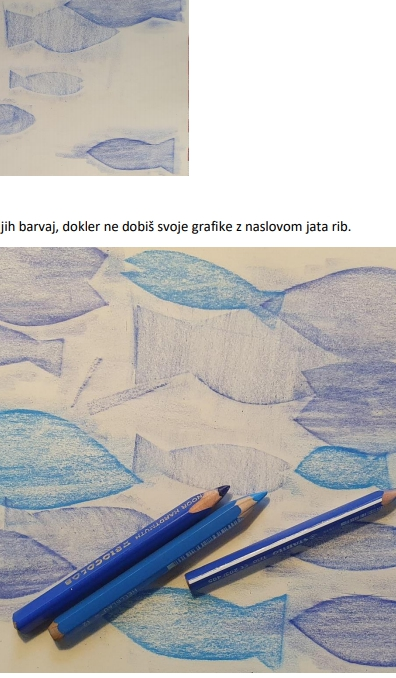 jih barvaj, dokler ne dobiš svoje grafike z naslovom jata rib.